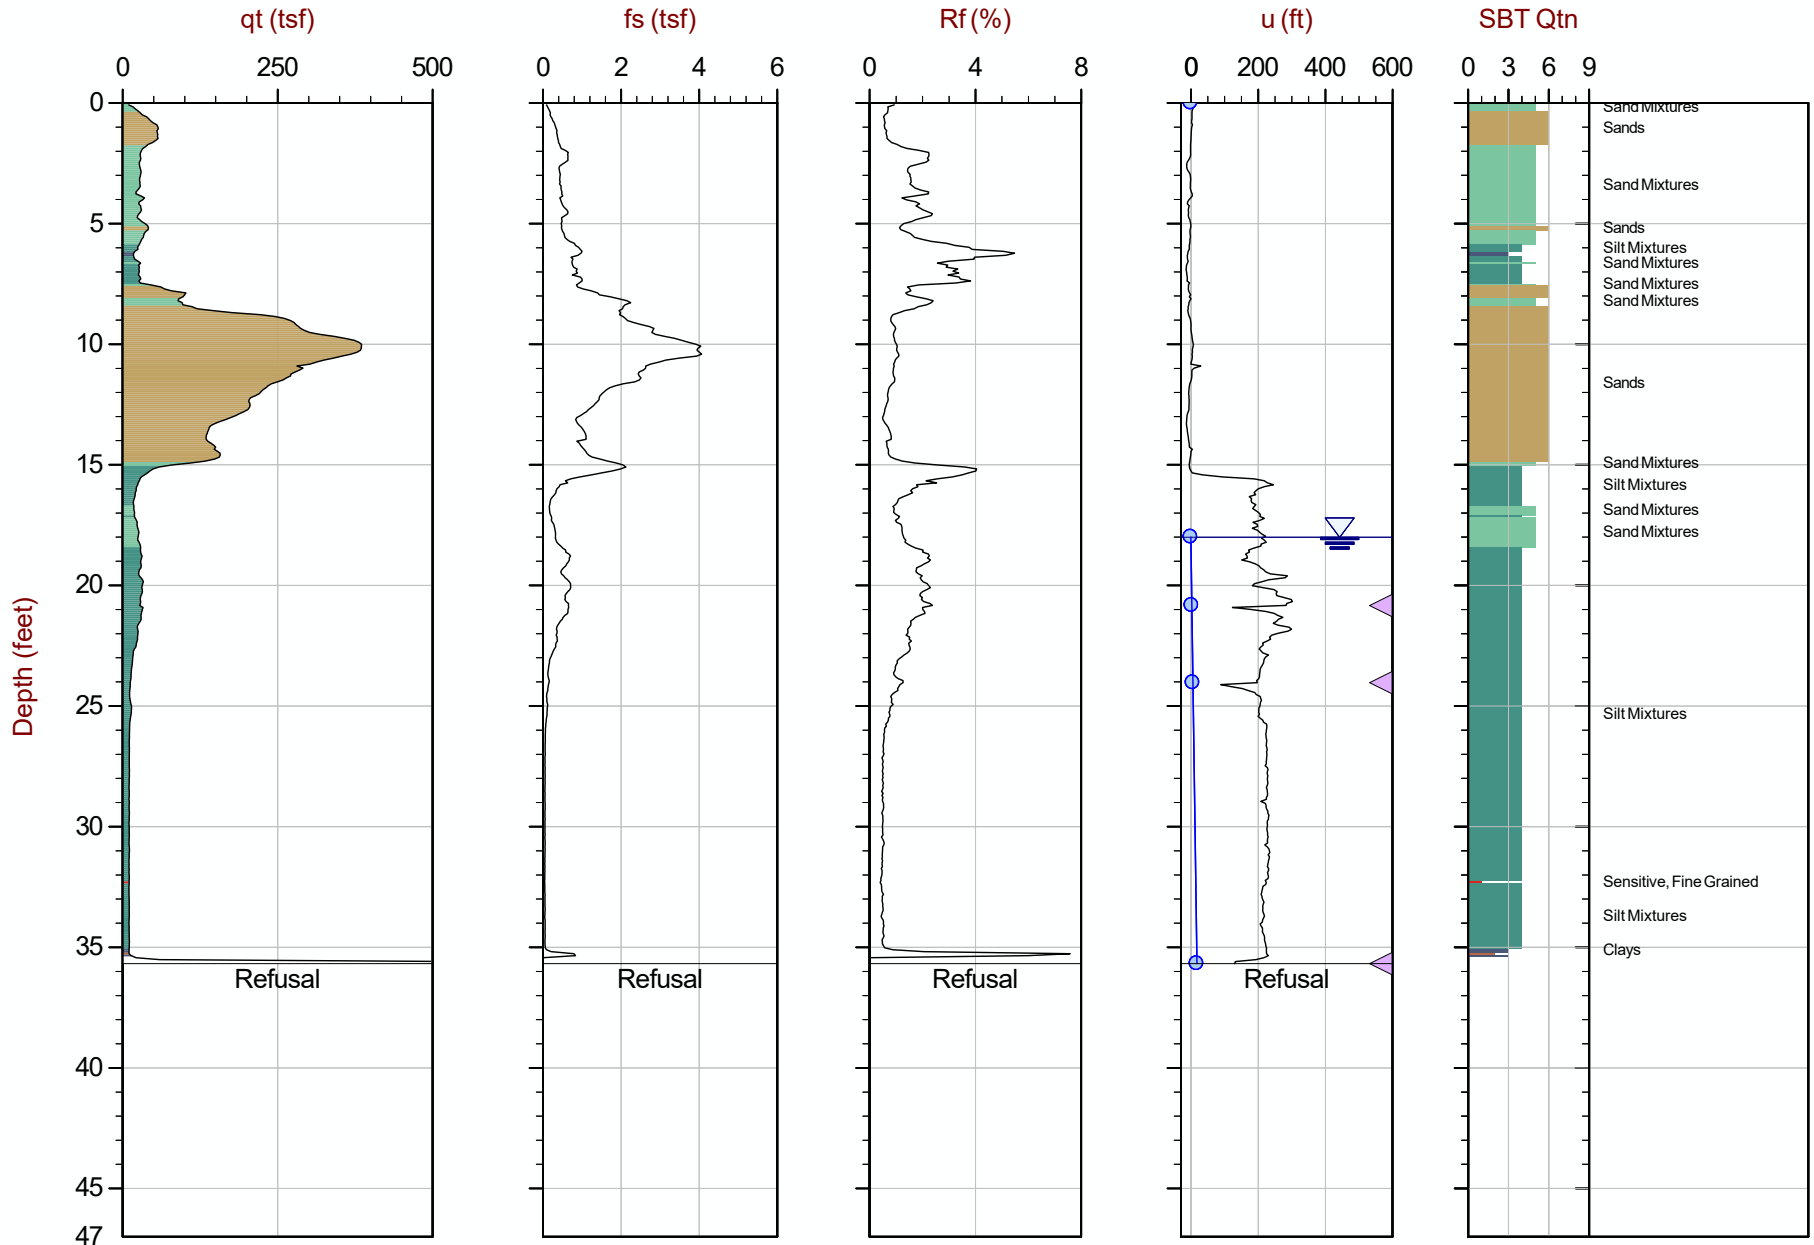 qt (tsf) fs (tsf) Rf (%) u (ft) SBT Qtn
0 250 500 0 2 4 6 0 4 8 0 200 400 600 0 3 6 9
0
5
10
15
20
25
30
35
40
45
47
Depth (feet)
Sand Mixtures
Sands
Sand Mixtures
Sands
Silt Mixtures
Sand Mixtures
Sand Mixtures
Sand Mixtures
Sands
Sand Mixtures
Silt Mixtures
Sand Mixtures
Sand Mixtures
Silt Mixtures
Sensitive, Fine Grained
Silt Mixtures
Clays
Refusal Refusal Refusal Refusal